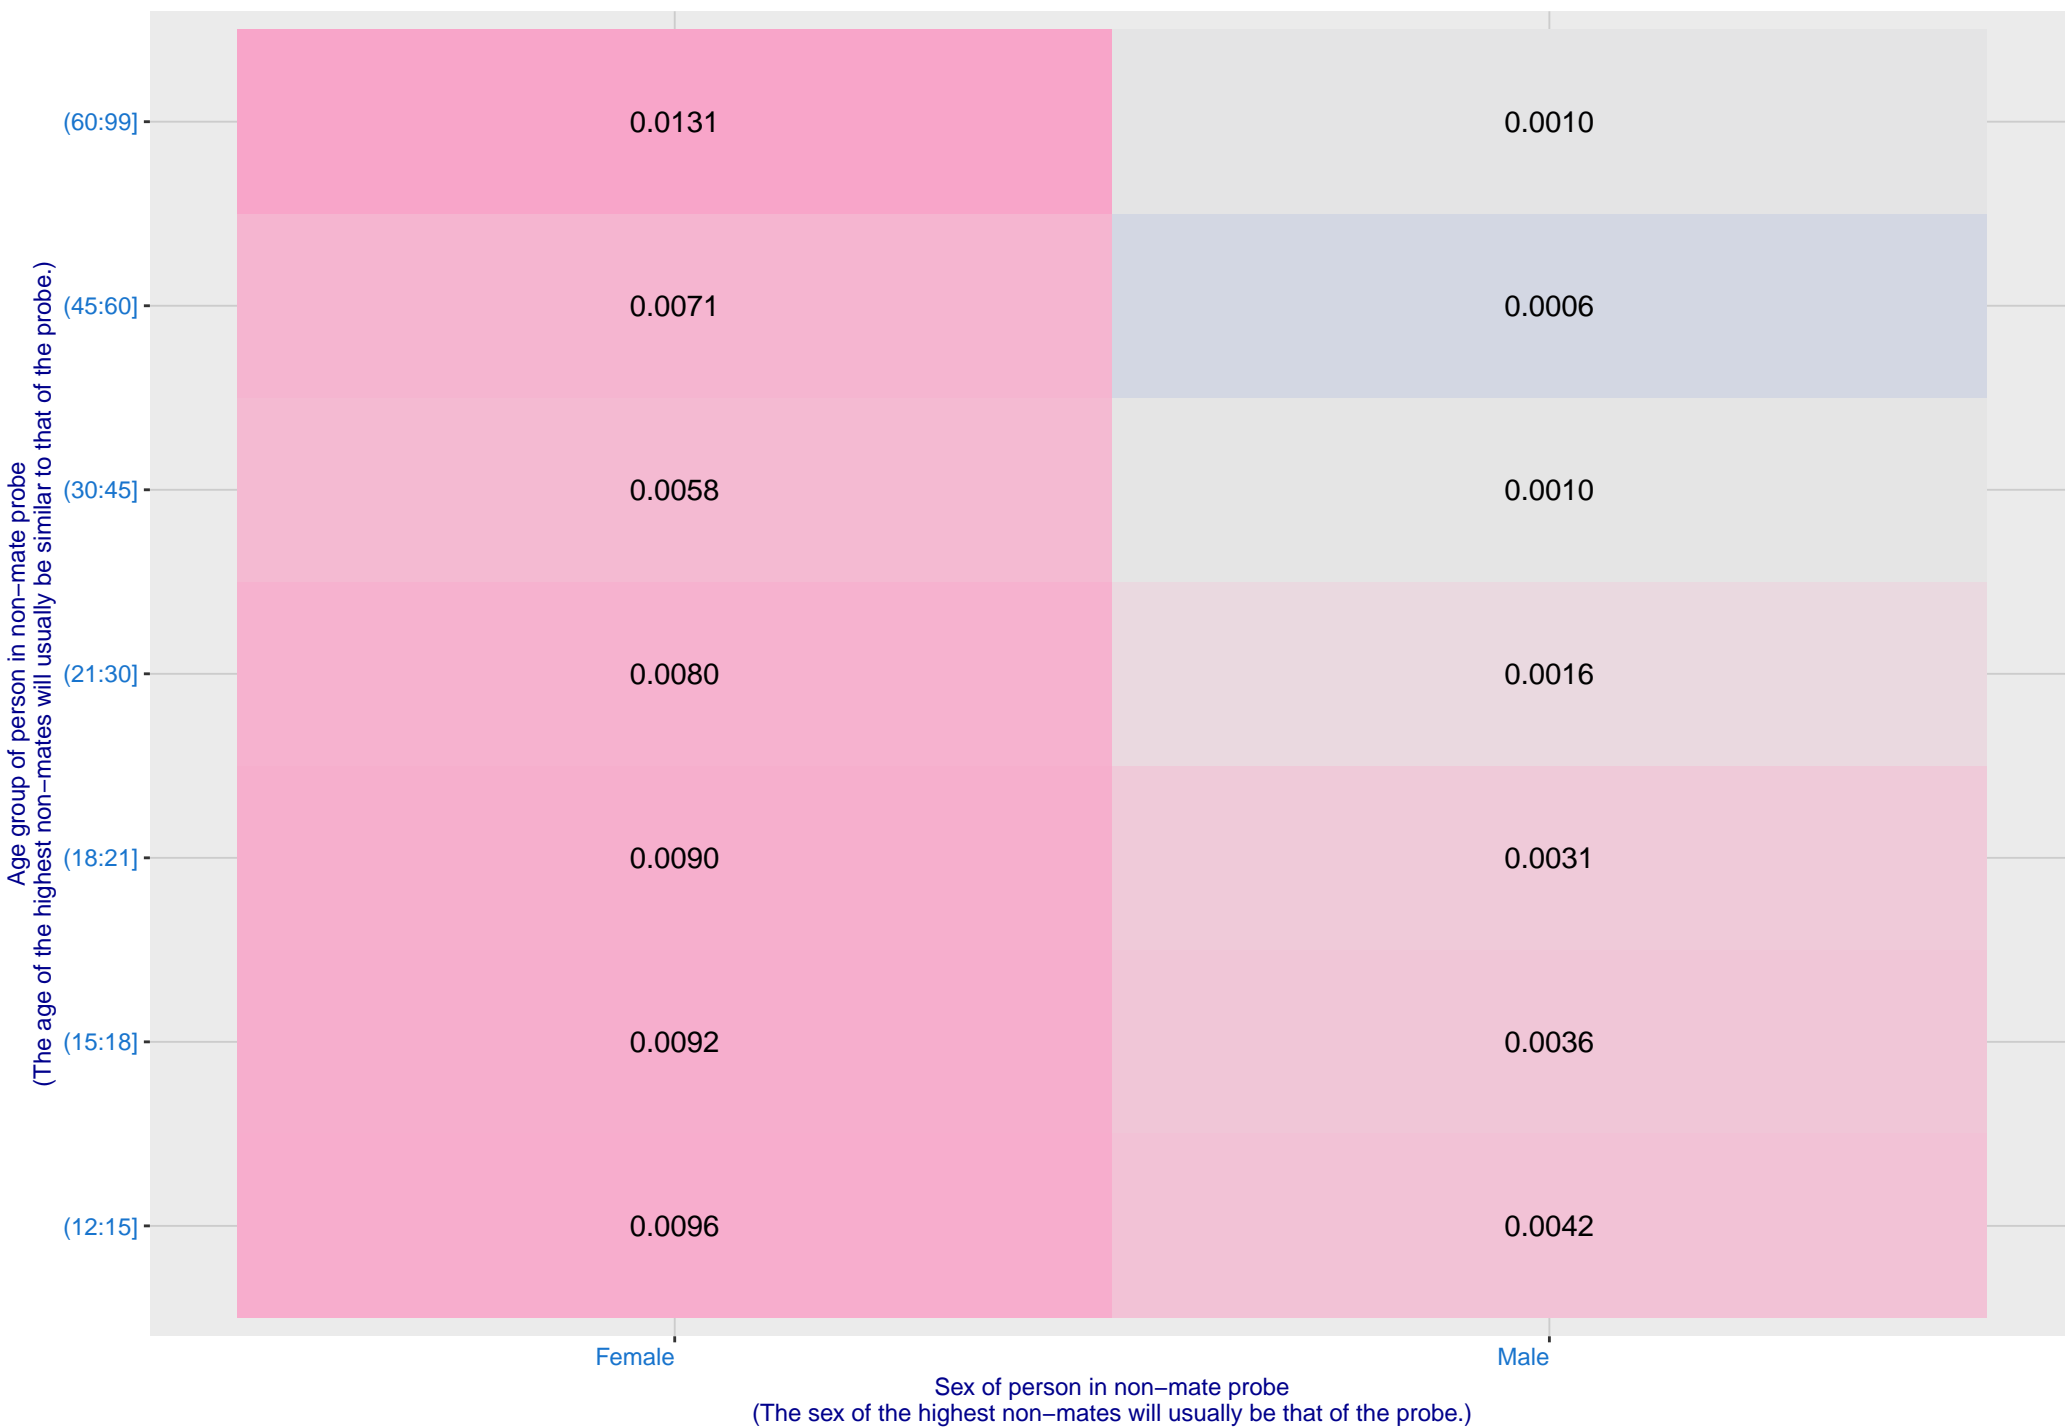 Age group of person in non−mate probe
(The age of the highest non−mates will usually be similar to that of the probe.)
(60:99] 0.0131 0.0010
(45:60] 0.0071 0.0006
(30:45] 0.0058 0.0010
(21:30] 0.0080 0.0016
(18:21] 0.0090 0.0031
(15:18] 0.0092 0.0036
(12:15] 0.0096 0.0042
Female Male
Sex of person in non−mate probe
(The sex of the highest non−mates will usually be that of the probe.)